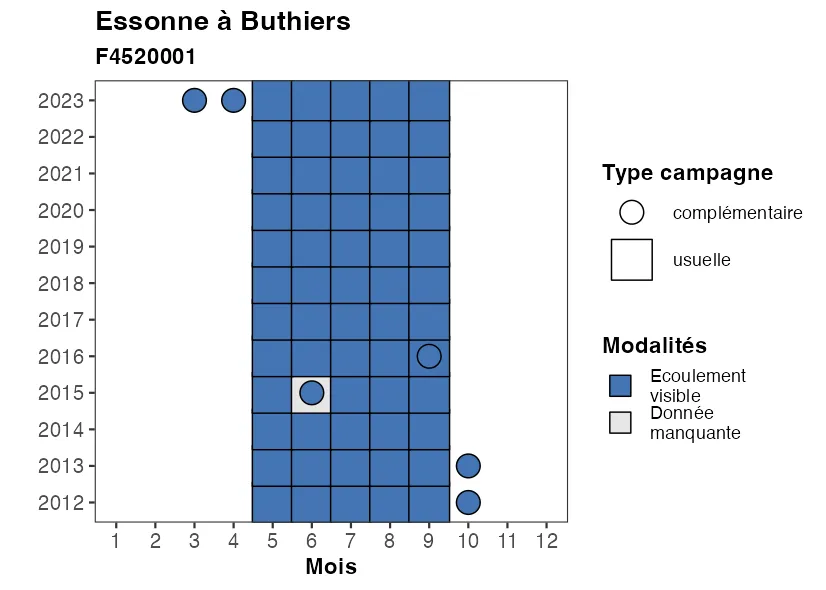 Essonne à Buthiers
F4520001
2023
2022
2021
2020
2019
2018
2017
2016
2015
2014
2013
2012
1 2 3 4 5 6 7 8 9 10 11 12
Mois
Type campagne
complémentaire
usuelle
Modalités
Ecoulement
visible
Donnée
manquante